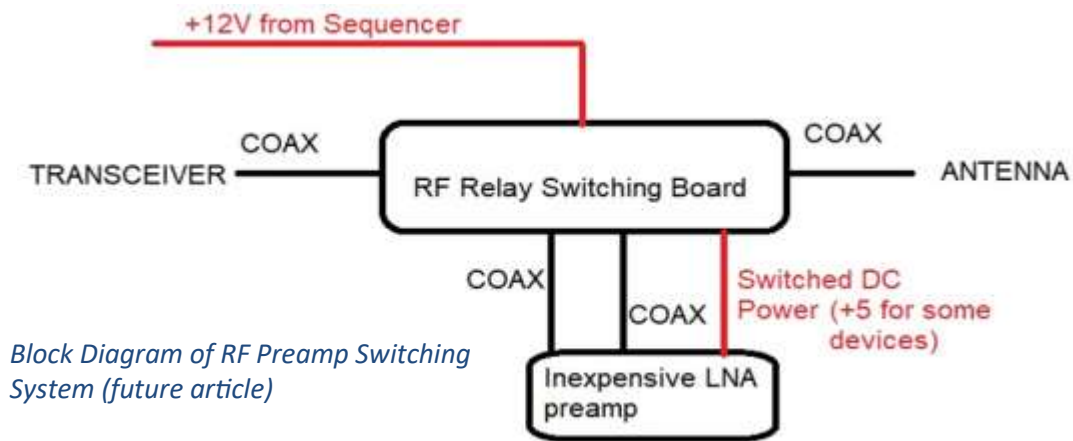 +12V from Sequencer
COAX
COAX
TRANSCEIVER
RF Relay Switching Board
ANTENNA
COAX
COAX
Switched DC
Power (+5 for some
devices)
Block Diagram of RF Preamp Switching
System (future article)
Inexpensive LNA
preamp